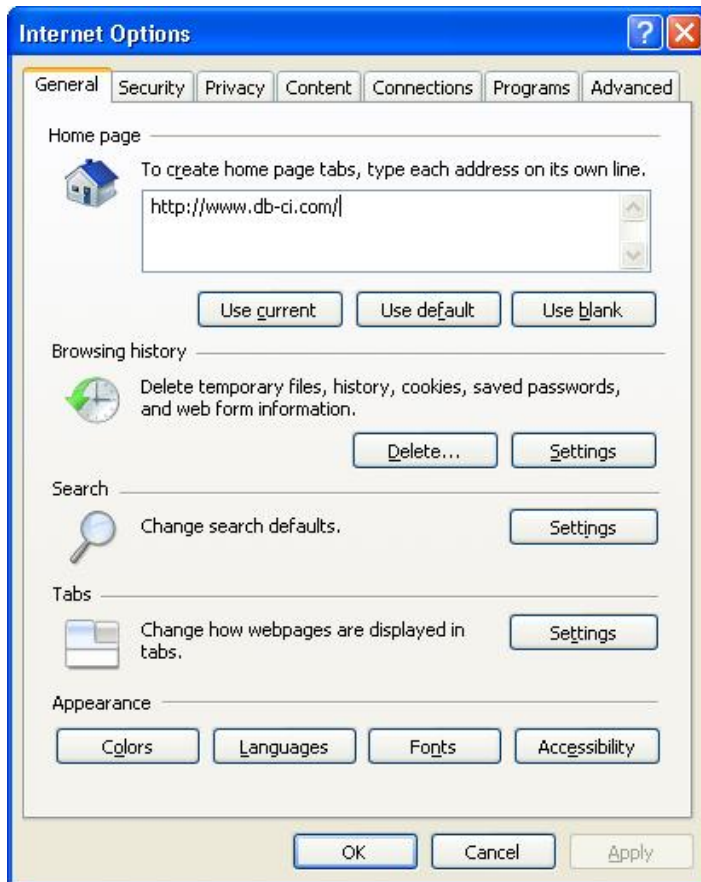 Internet Options
General Security Privacy Content Connections Programs Advanced
Home page
To create home page tabs, type each address on its own line.
http://www.db-ci.com/
Use current Use default Use blank
Browsing history
Delete temporary files, history, cookies, saved passwords,
and web form information.
Delete... Settings
Search
Change search defaults.
Settings
Tabs
Change how webpages are displayed in
tabs.
Settings
Appearance
Colors Languages Fonts Accessibility
OK Cancel Apply